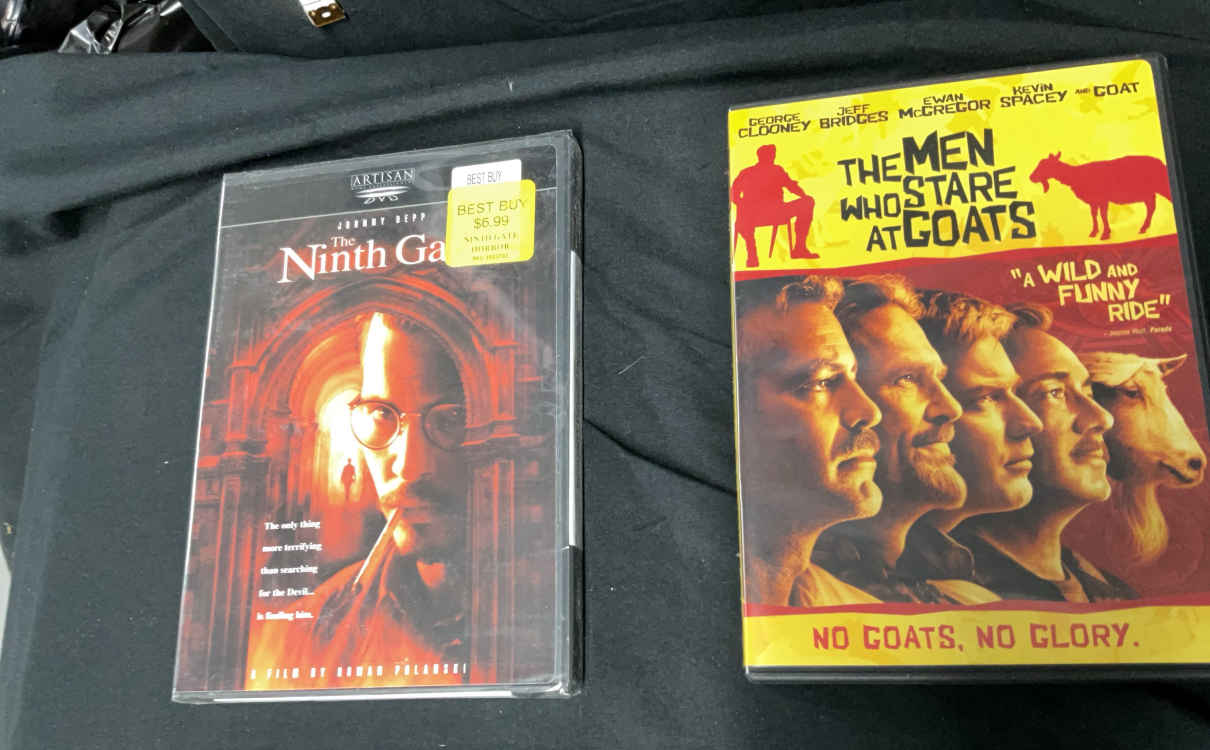 ARTISAN
BEST BUY
BEST BUY
$6.99
NINTH GATE
HORROR
JOHNNY DEPP
The
Ninth Ga
The only thing
more terrifying
than searching
for the Devil...
is finding him.
A FILM BY ROMAN POLANSKI
GEORGE CLOONEY JEFF BRIDGES EWAN McGREGOR KEVIN SPACEY AND GOAT
THE MEN
WHO STARE
AT GOATS
"A WILD AND
FUNNY
RIDE"
Parade
NO GOATS, NO GLORY.